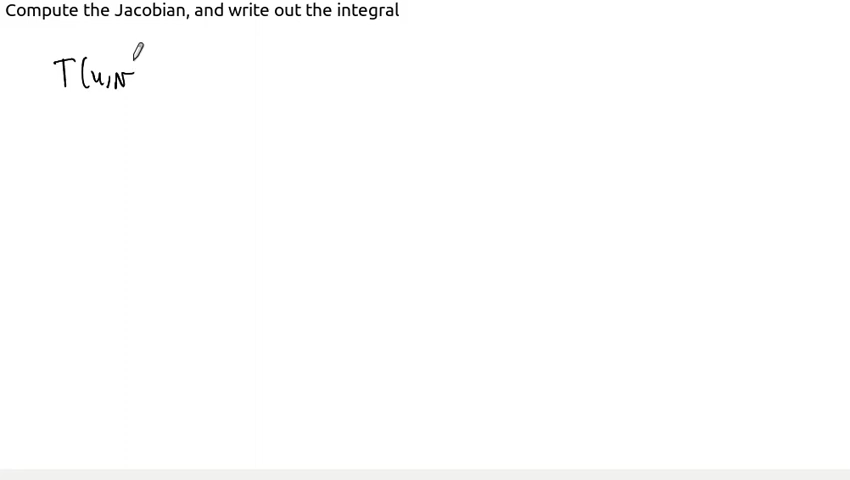 Compute the Jacobian, and write out the integral
T(u,v